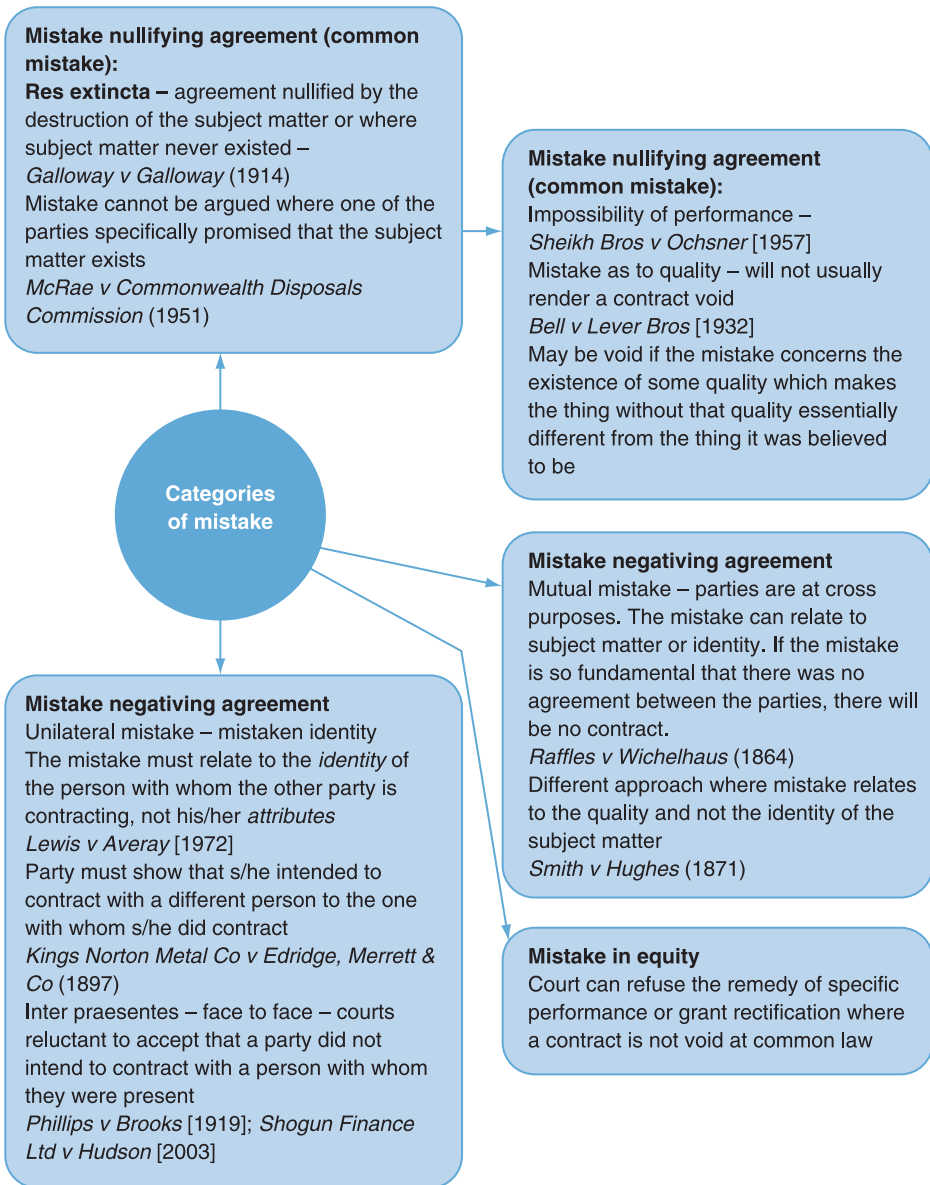 Mistake nullifying agreement (common
mistake):
Res extincta – agreement nullified by the
destruction of the subject matter or where
subject matter never existed –
Galloway v Galloway (1914)
Mistake cannot be argued where one of the
parties specifically promised that the subject
matter exists
McRae v Commonwealth Disposals
Commission (1951)
Mistake nullifying agreement
(common mistake):
Impossibility of performance –
Sheikh Bros v Ochsner [1957]
Mistake as to quality – will not usually
render a contract void
Bell v Lever Bros [1932]
May be void if the mistake concerns the
existence of some quality which makes
the thing without that quality essentially
different from the thing it was believed
to be
Categories
of mistake
Mistake negativing agreement
Mutual mistake – parties are at cross
purposes. The mistake can relate to
subject matter or identity. If the mistake
is so fundamental that there was no
agreement between the parties, there will
be no contract.
Raffles v Wichelhaus (1864)
Different approach where mistake relates
to the quality and not the identity of the
subject matter
Smith v Hughes (1871)
Mistake negativing agreement
Unilateral mistake – mistaken identity
The mistake must relate to the identity of
the person with whom the other party is
contracting, not his/her attributes
Lewis v Averay [1972]
Party must show that s/he intended to
contract with a different person to the one
with whom s/he did contract
Kings Norton Metal Co v Edridge, Merrett &
Co (1897)
Inter praesentes – face to face – courts
reluctant to accept that a party did not
intend to contract with a person with whom
they were present
Phillips v Brooks [1919]; Shogun Finance
Ltd v Hudson [2003]
Mistake in equity
Court can refuse the remedy of specific
performance or grant rectification where
a contract is not void at common law